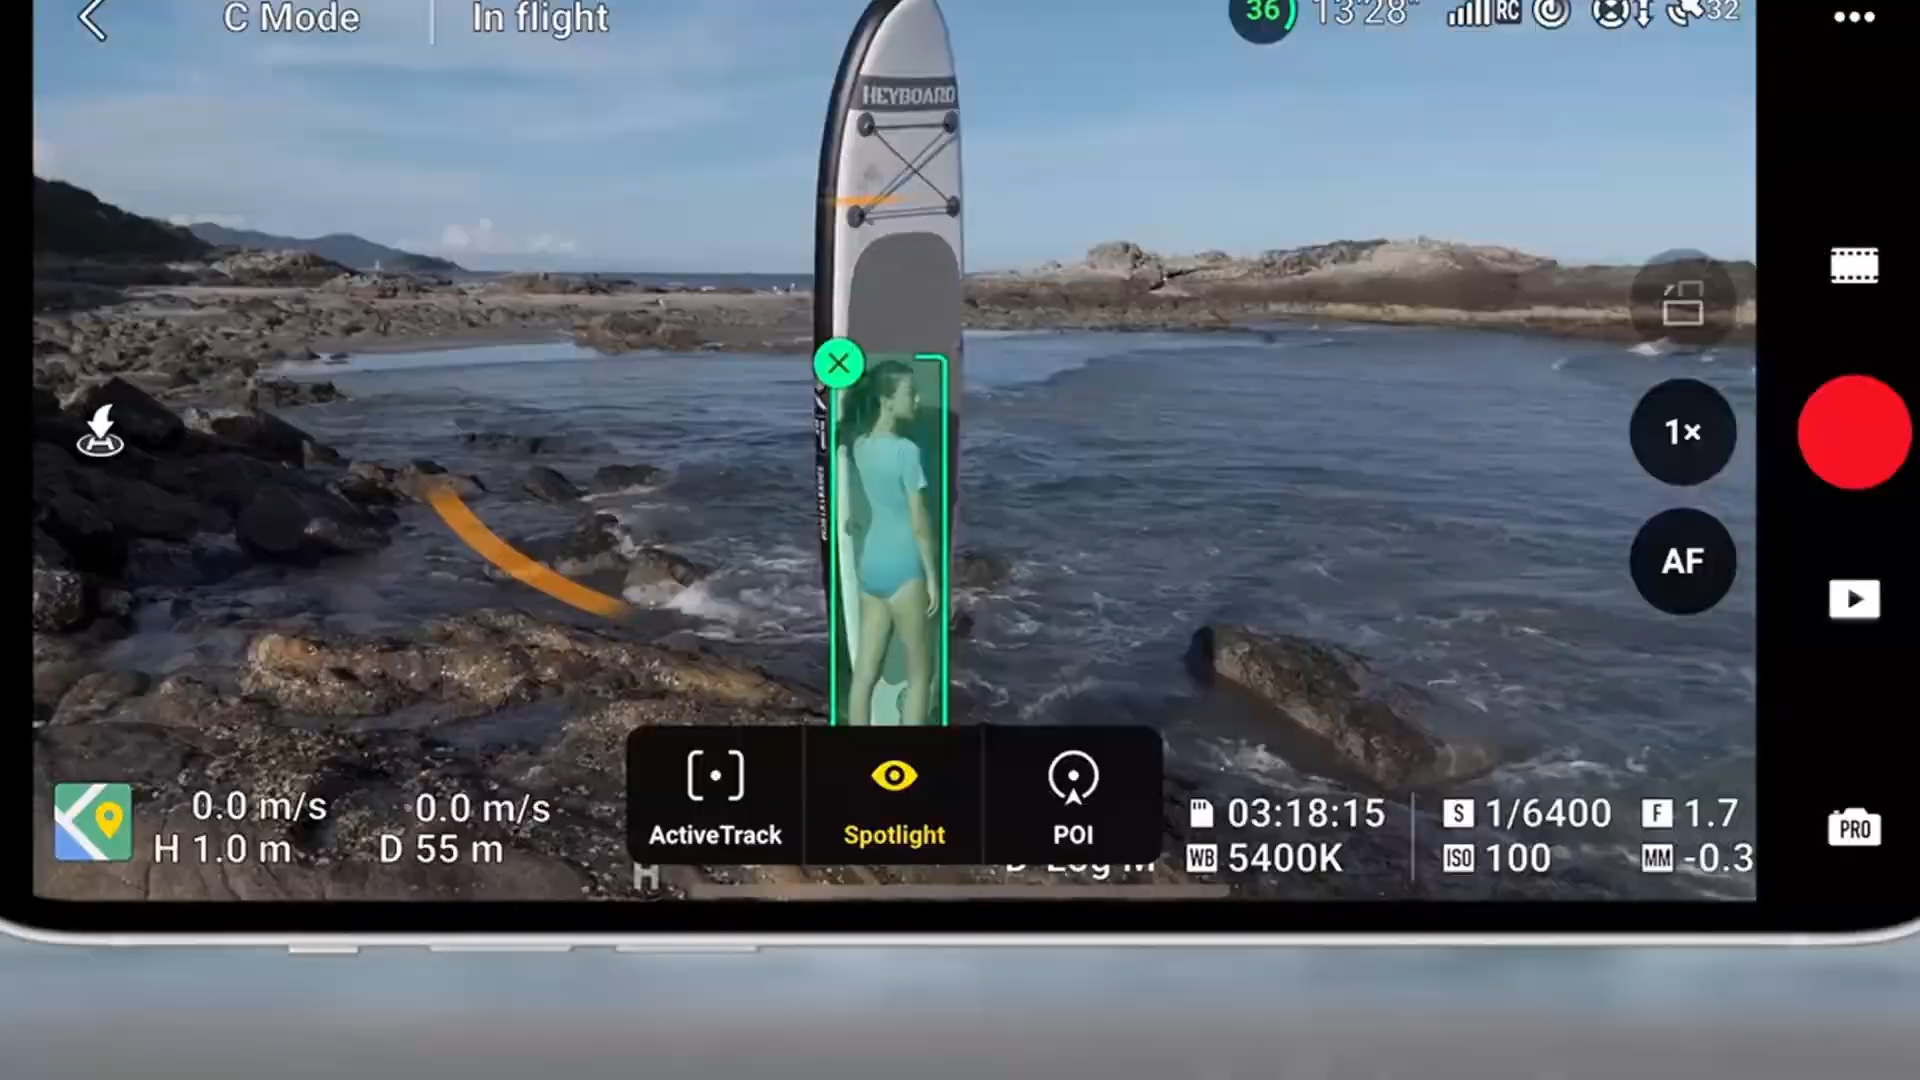 C Mode
In flight
36
13'28"
RC
32
HEYBOARD
1×
AF
ActiveTrack
Spotlight
POI
0.0 m/s
0.0 m/s
H 1.0 m
D 55 m
03:18:15
S 1/6400
F 1.7
WB 5400K
ISO 100
MM -0.3
PRO
H